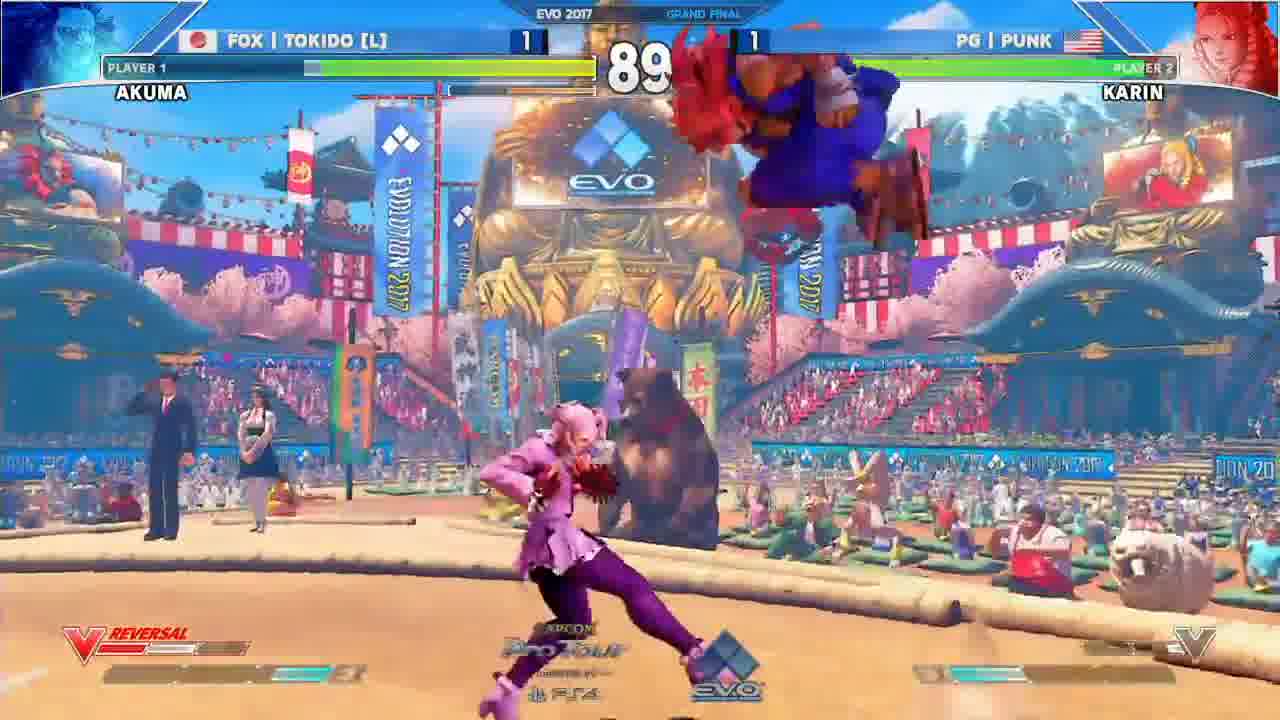 EVO 2017 GRAND FINAL
FOX | TOKIDO [L] 1 89 1 PG | PUNK
PLAYER 1 PLAYER 2
AKUMA KARIN
EVO
EVOLUTION 2017
REVERSAL
CAPCOM
PRO TOUR
PS4
EVO